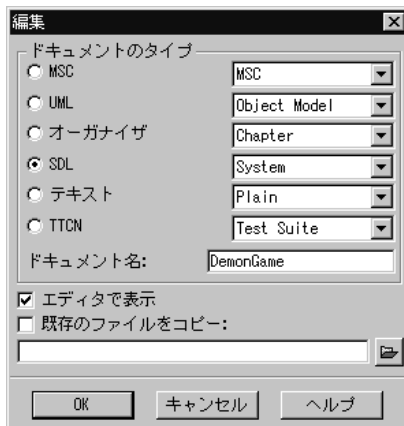 編集
ドキュメントのタイプ
MSC MSC
UML Object Model
オーガナイザ Chapter
SDL System
テキスト Plain
TTCN Test Suite
ドキュメント名: DemonGame
エディタで表示
既存のファイルをコピー:
OK キャンセル ヘルプ